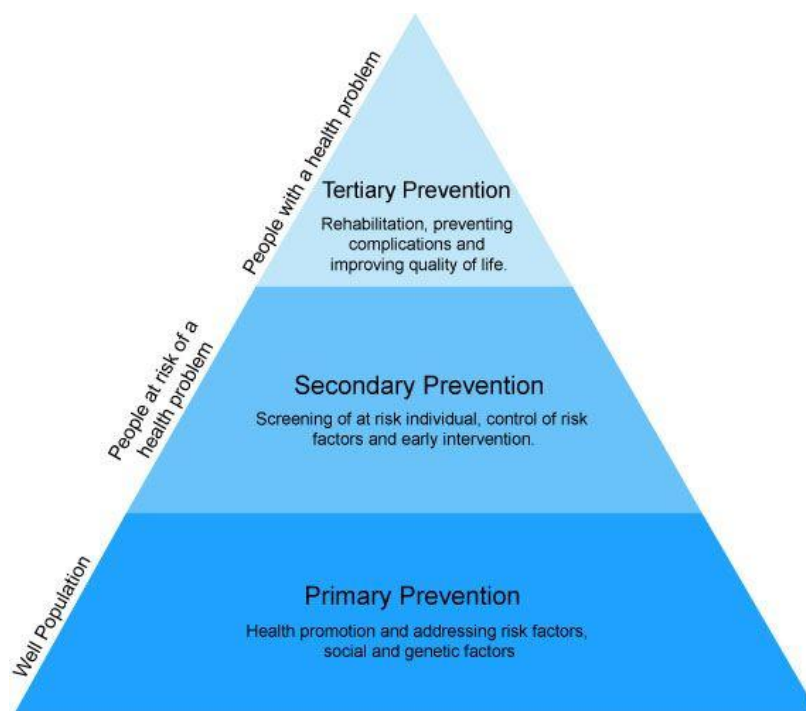 People with a health problem
Tertiary Prevention
Rehabilitation, preventing
complications and
improving quality of life.
People at risk of a
health problem
Secondary Prevention
Screening of at risk individual, control of risk
factors and early intervention.
Well Population
Primary Prevention
Health promotion and addressing risk factors,
social and genetic factors